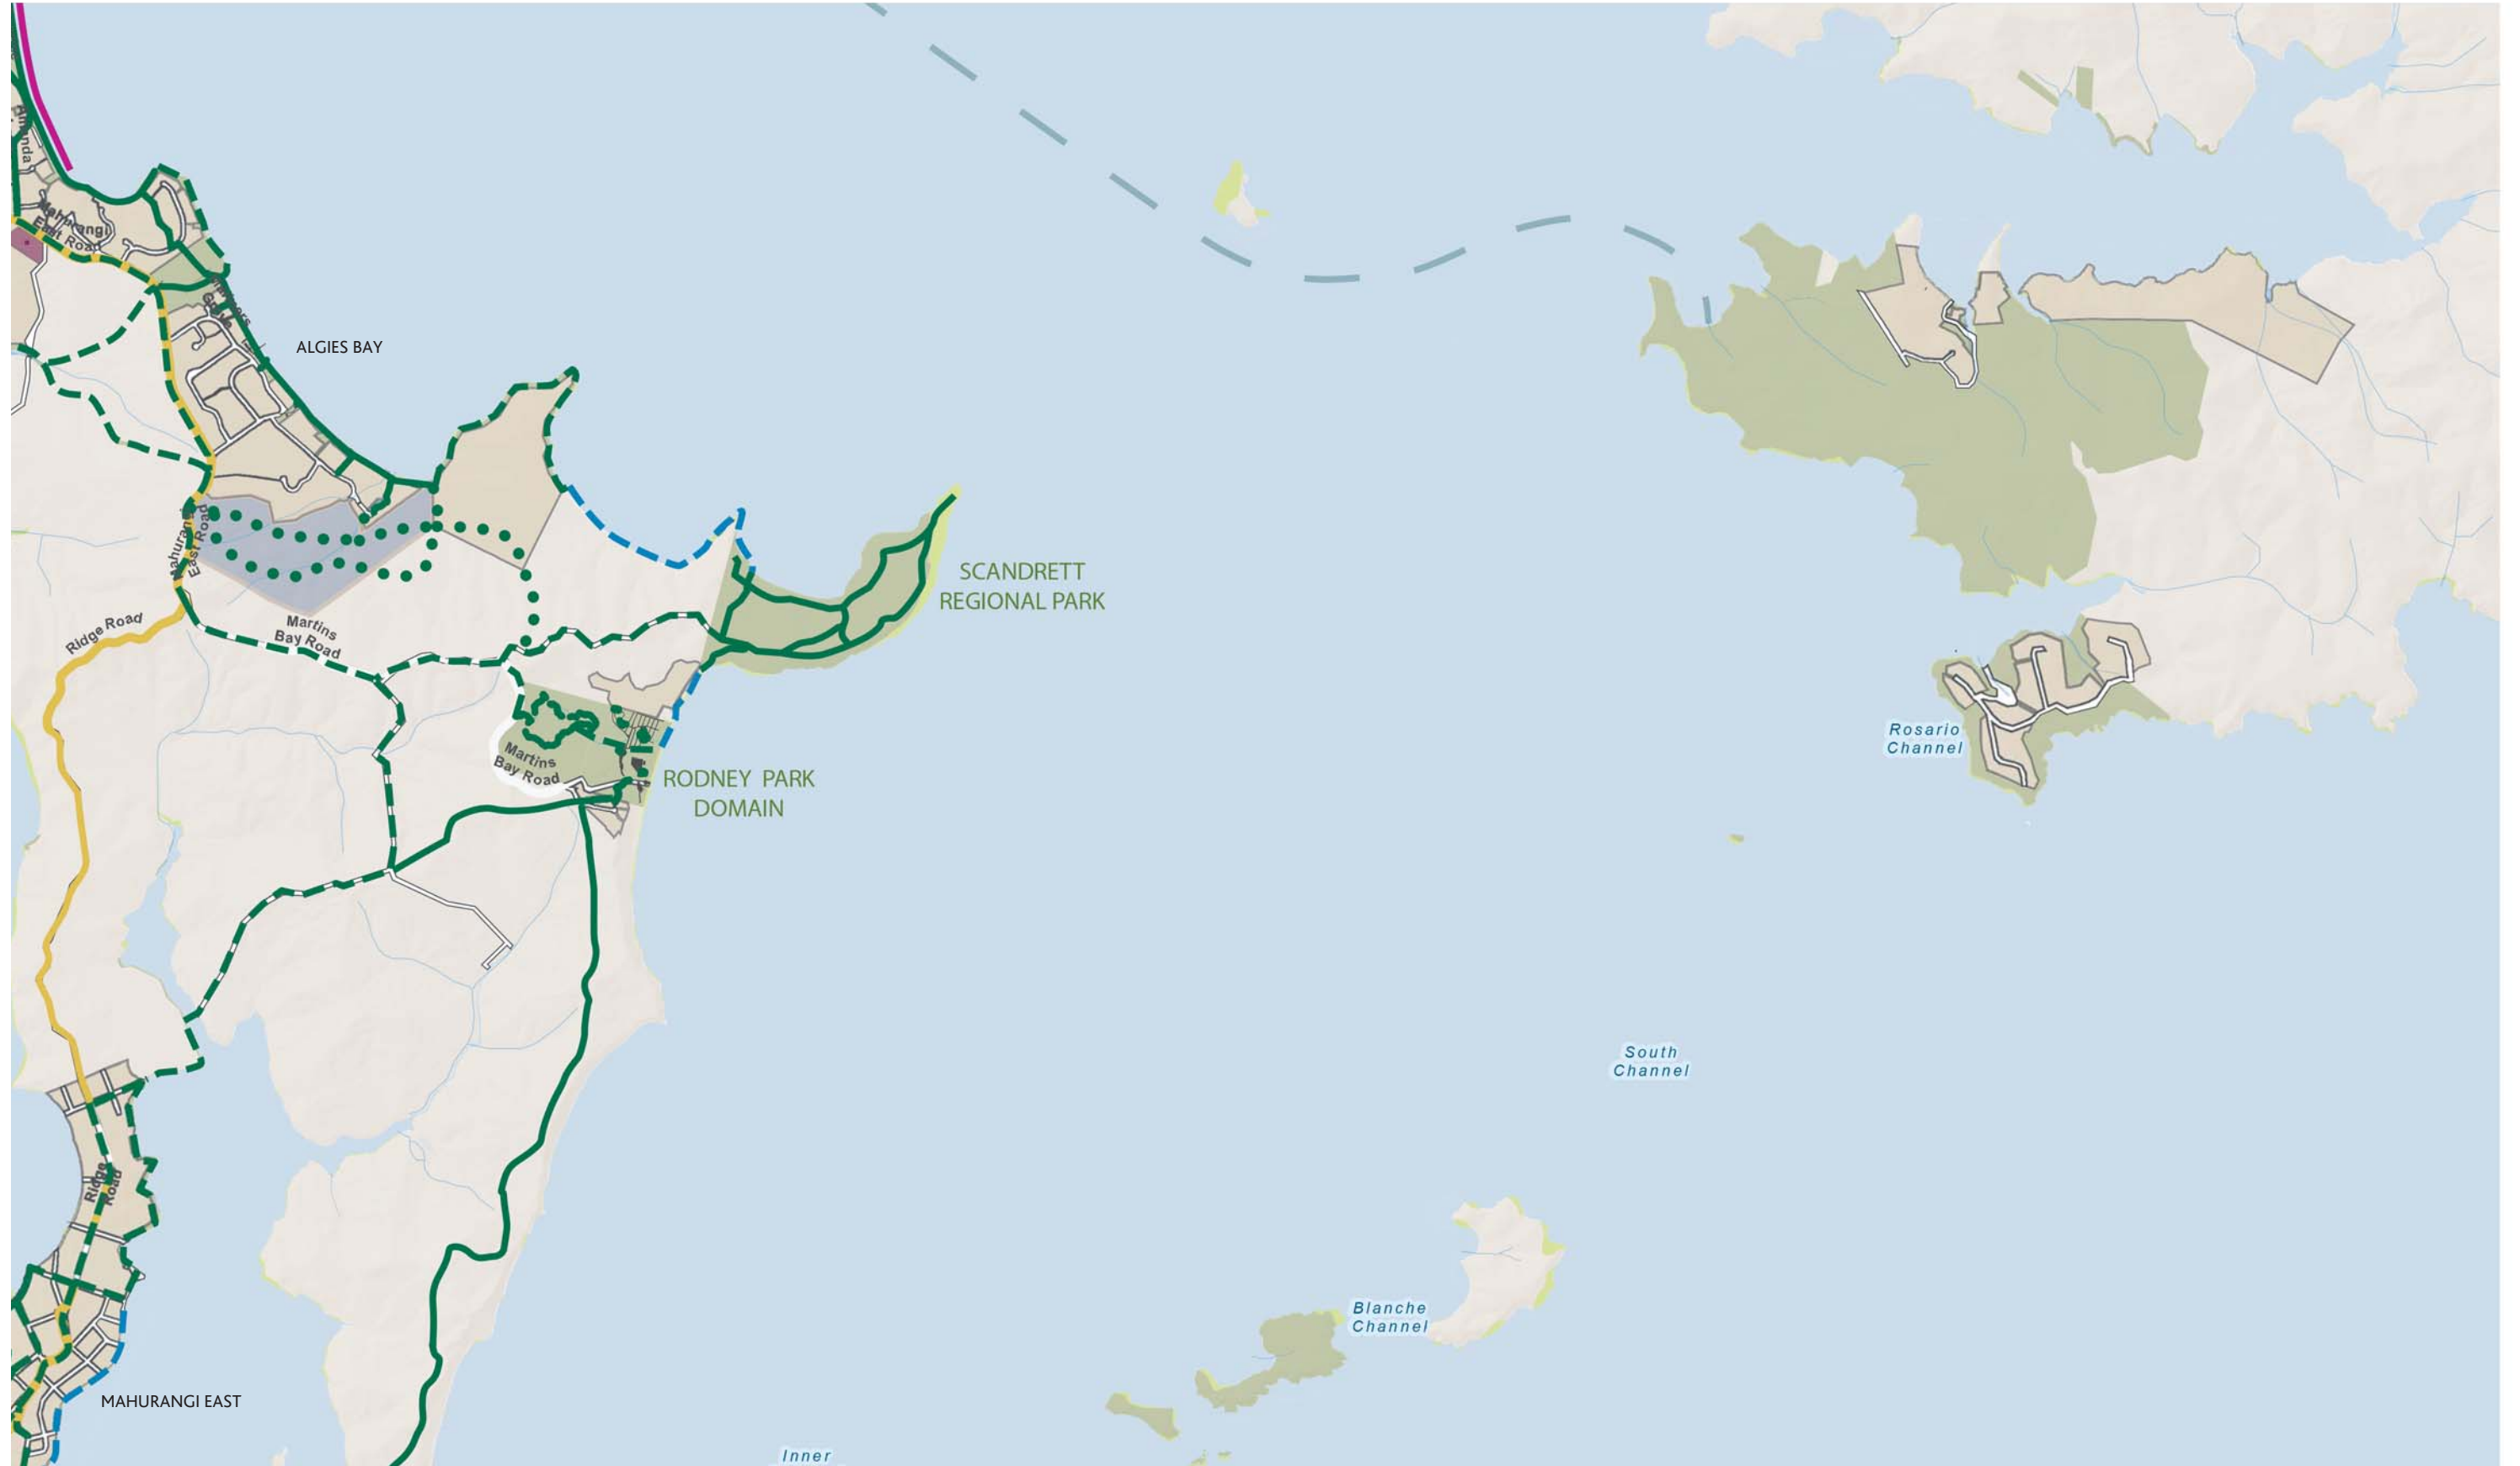 Mahurangi
East Road
ALGIES BAY
Mahurangi
East Road
SCANDRETT
REGIONAL PARK
Ridge Road
Martins
Bay Road
Martins
Bay Road
RODNEY PARK
DOMAIN
Rosario
Channel
South
Channel
Ridge
Road
Blanche
Channel
MAHURANGI EAST
Inner